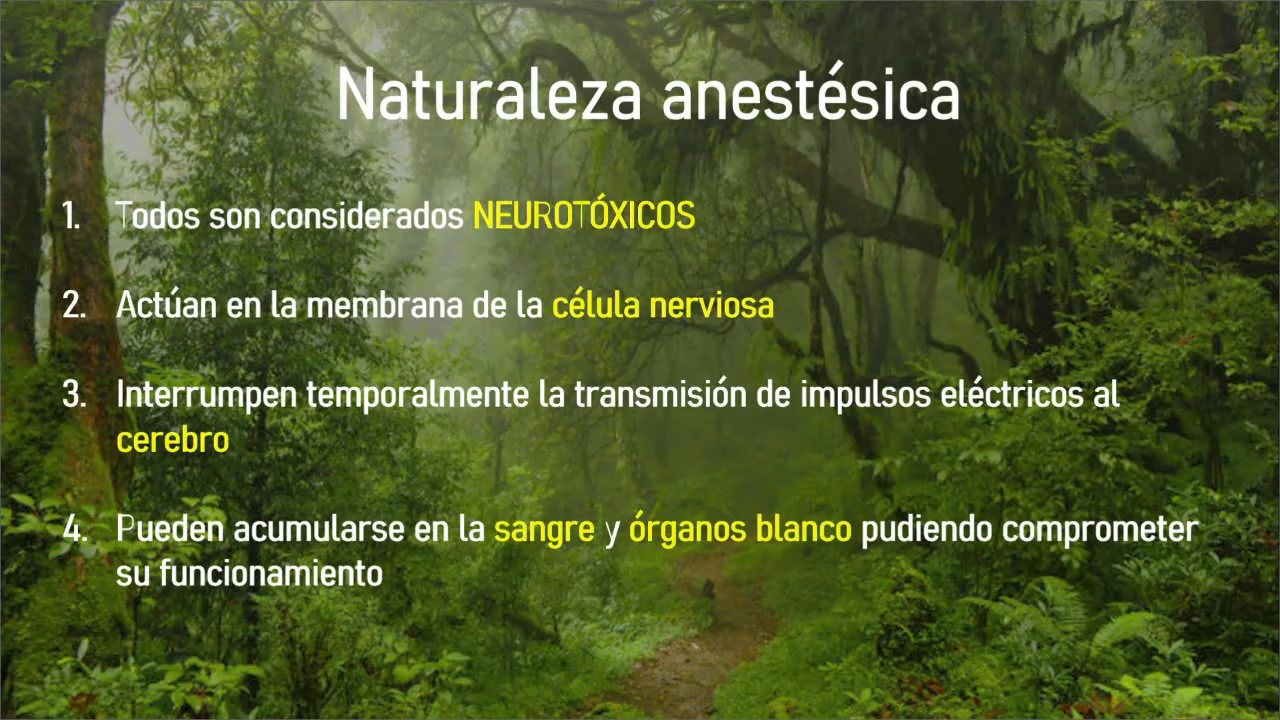 Naturaleza anestésica
1. Todos son considerados NEUROTÓXICOS
2. Actúan en la membrana de la célula nerviosa
3. Interrumpen temporalmente la transmisión de impulsos eléctricos al
cerebro
4. Pueden acumularse en la sangre y órganos blanco pudiendo comprometer
su funcionamiento